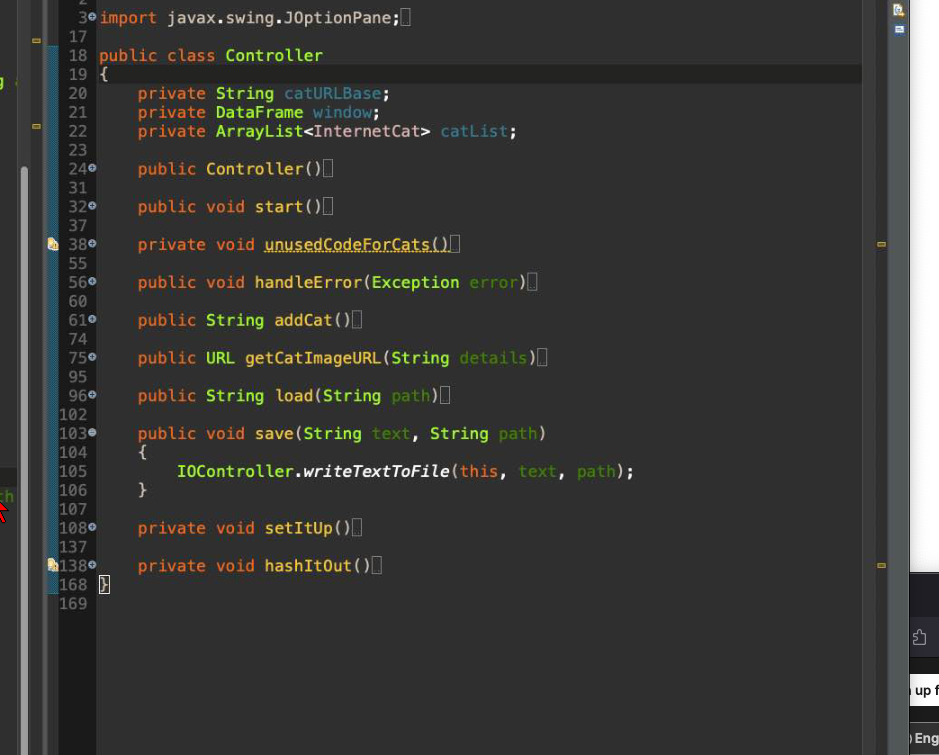 3 import javax.swing.JOptionPane;
17
18 public class Controller
19 {
20 private String catURLBase;
21 private DataFrame window;
22 private ArrayList<InternetCat> catList;
23
24 public Controller()
31
32 public void start()
37
38 private void unusedCodeForCats()
55
56 public void handleError(Exception error)
60
61 public String addCat()
74
75 public URL getCatImageURL(String details)
95
96 public String load(String path)
102
103 public void save(String text, String path)
104 {
105 IOController.writeTextToFile(this, text, path);
106 }
107
108 private void setItUp()
137
138 private void hashItOut()
168 }
169
up f
Eng